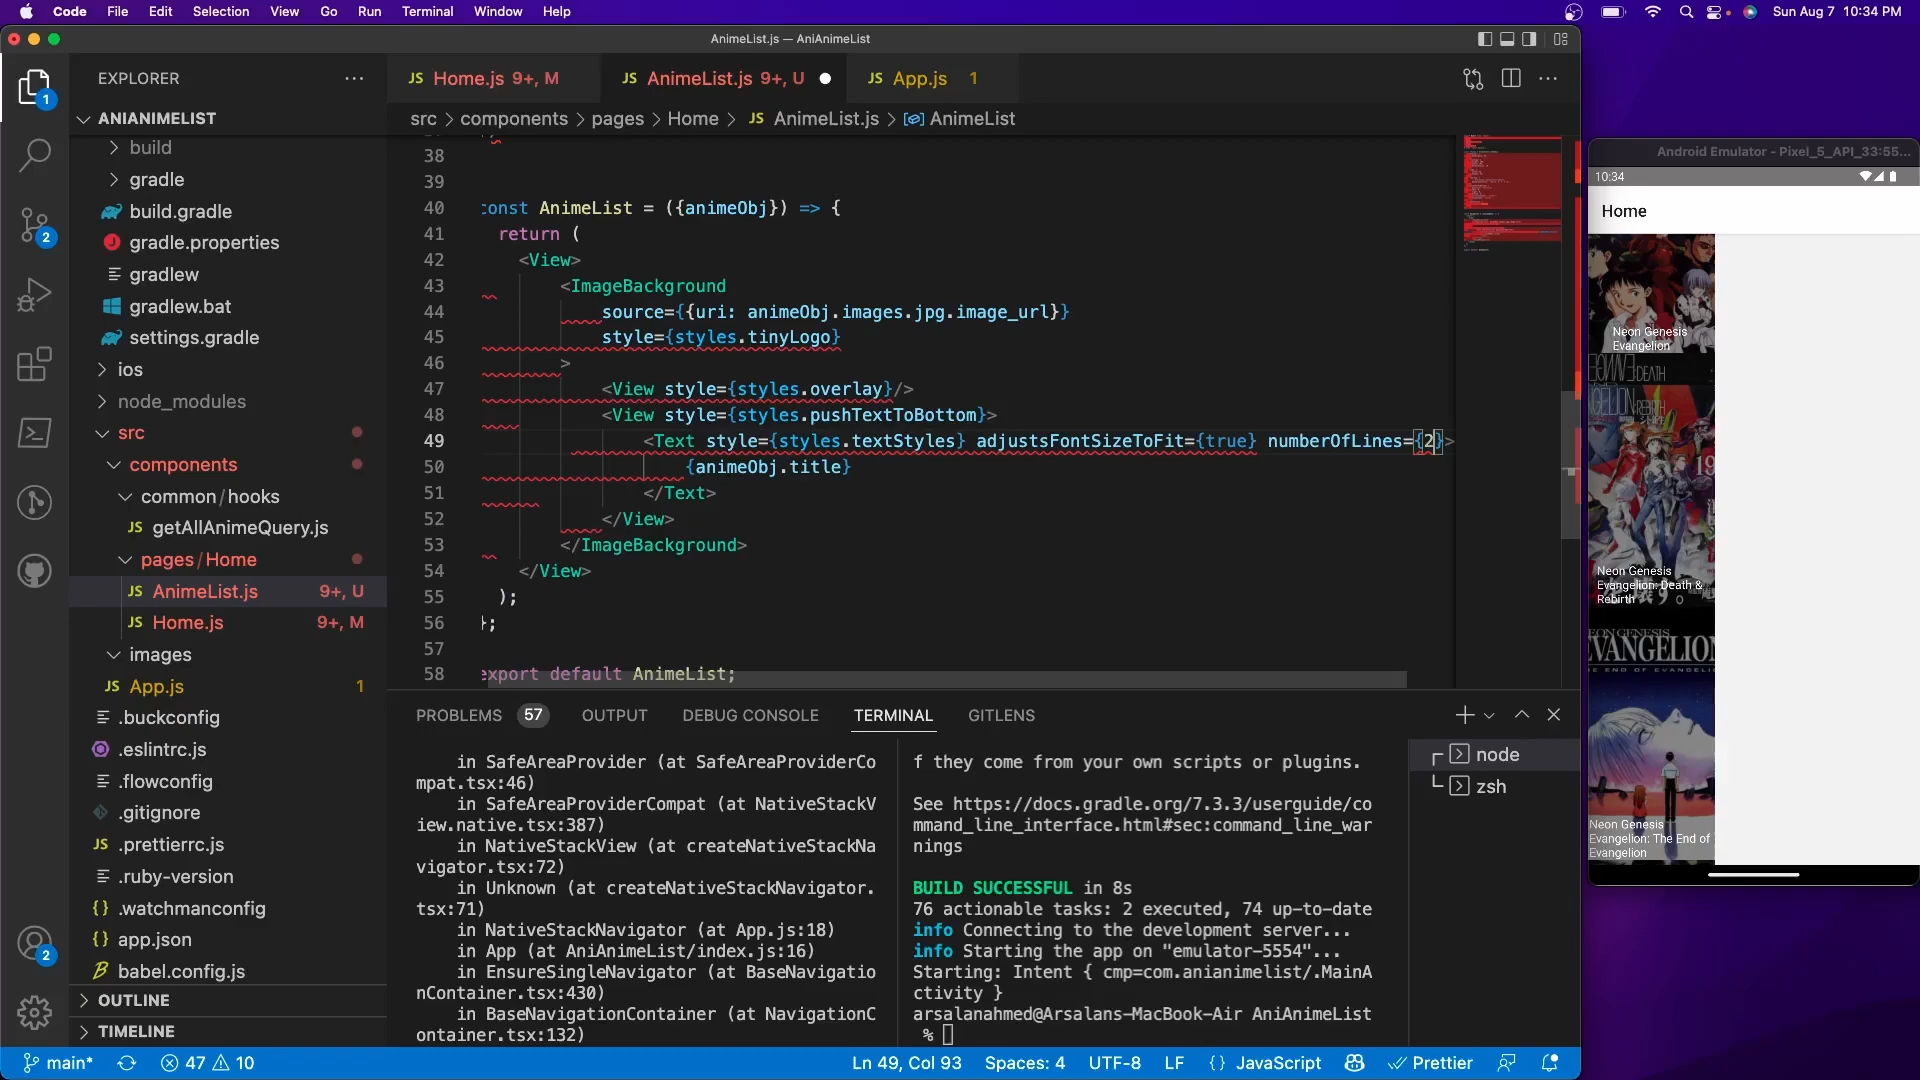 Code File Edit Selection View Go Run Terminal Window Help
Sun Aug 7 10:34 PM
AnimeList.js — AniAnimeList
EXPLORER
ANIANIMELIST
build
gradle
build.gradle
gradle.properties
gradlew
gradlew.bat
settings.gradle
ios
node_modules
src
components
common/hooks
JS getAllAnimeQuery.js
pages/Home
JS AnimeList.js 9+, U
JS Home.js 9+, M
images
JS App.js 1
.buckconfig
.eslintrc.js
.flowconfig
.gitignore
JS .prettierrc.js
.ruby-version
{} .watchmanconfig
{} app.json
babel.config.js
OUTLINE
TIMELINE
1
2
2
JS Home.js 9+, M JS AnimeList.js 9+, U JS App.js 1
src > components > pages > Home > JS AnimeList.js > AnimeList
38
39
40 const AnimeList = ({animeObj}) => {
41 return (
42 <View>
43 <ImageBackground
44 source={{uri: animeObj.images.jpg.image_url}}
45 style={styles.tinyLogo}
46 >
47 <View style={styles.overlay}/>
48 <View style={styles.pushTextToBottom}>
49 <Text style={styles.textStyles} adjustsFontSizeToFit={true} numberOfLines={2}>
50 {animeObj.title}
51 </Text>
52 </View>
53 </ImageBackground>
54 </View>
55 );
56 };
57
58 export default AnimeList;
PROBLEMS 57 OUTPUT DEBUG CONSOLE TERMINAL GITLENS
in SafeAreaProvider (at SafeAreaProviderCo
mpat.tsx:46)
in SafeAreaProviderCompat (at NativeStackV
iew.native.tsx:387)
in NativeStackView (at createNativeStackNa
vigator.tsx:72)
in Unknown (at createNativeStackNavigator.
tsx:71)
in NativeStackNavigator (at App.js:18)
in App (at AniAnimeList/index.js:16)
in EnsureSingleNavigator (at BaseNavigatio
nContainer.tsx:430)
in BaseNavigationContainer (at NavigationC
ontainer.tsx:132)
f they come from your own scripts or plugins.
See https://docs.gradle.org/7.3.3/userguide/co
mmand_line_interface.html#sec:command_line_war
nings
BUILD SUCCESSFUL in 8s
76 actionable tasks: 2 executed, 74 up-to-date
info Connecting to the development server...
info Starting the app on "emulator-5554"...
Starting: Intent { cmp=com.anianimelist/.MainA
ctivity }
arsalanahmed@Arsalans-MacBook-Air AniAnimeList
%
node
zsh
main* 47 10 Ln 49, Col 93 Spaces: 4 UTF-8 LF {} JavaScript Prettier
Android Emulator - Pixel_5_API_33:55...
10:34
Home
Neon Genesis
Evangelion
Neon Genesis
Evangelion: Death &
Rebirth
NEON GENESIS
EVANGELION
Neon Genesis
Evangelion: The End of
Evangelion